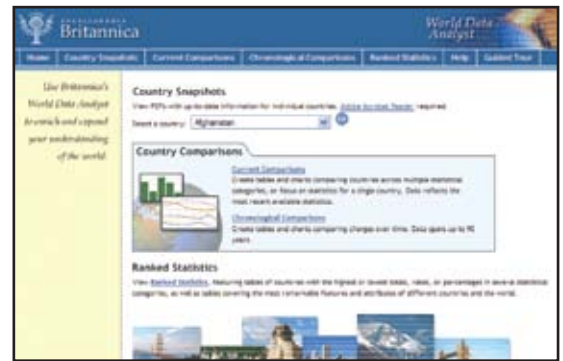 ENCYCLOPÆDIA
Britannica
World Data
Analyst
Home Country Snapshots Current Comparisons Chronological Comparisons Ranked Statistics Help Guided Tour
Use Britannica's
World Data Analyst
to enrich and expand
your understanding
of the world.
Country Snapshots
View PDFs with up-to-date information for individual countries. Adobe Acrobat Reader required.
Select a country: Afghanistan
Country Comparisons
Current Comparisons
Create tables and charts comparing countries across multiple statistical
categories, or focus on statistics for a single country. Data reflects the
most recent available statistics.
Chronological Comparisons
Create tables and charts comparing changes over time. Data spans up to
years.
Ranked Statistics
View Ranked Statistics, featuring tables of countries with the highest or lowest totals, rates, or percentages in several statistical
categories, as well as tables covering the most remarkable features and attributes of different countries and the world.